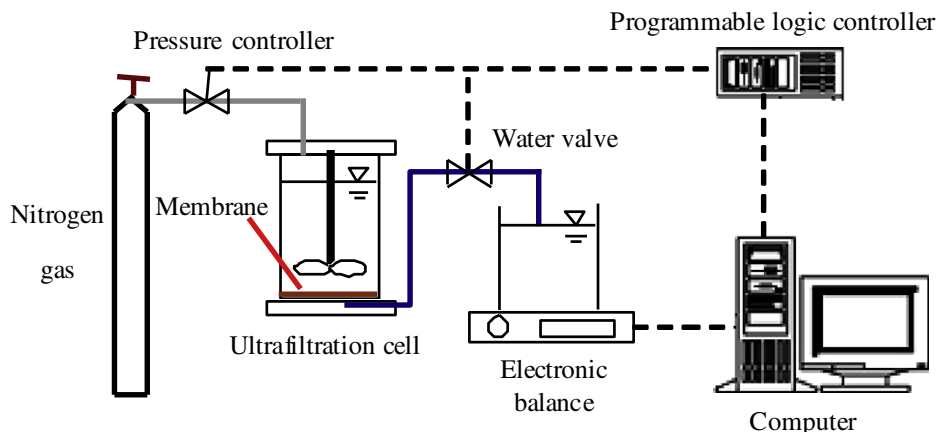 Programmable logic controller
Pressure controller
Water valve
Membrane
Nitrogen
gas
Ultrafiltration cell
Electronic
balance
Computer